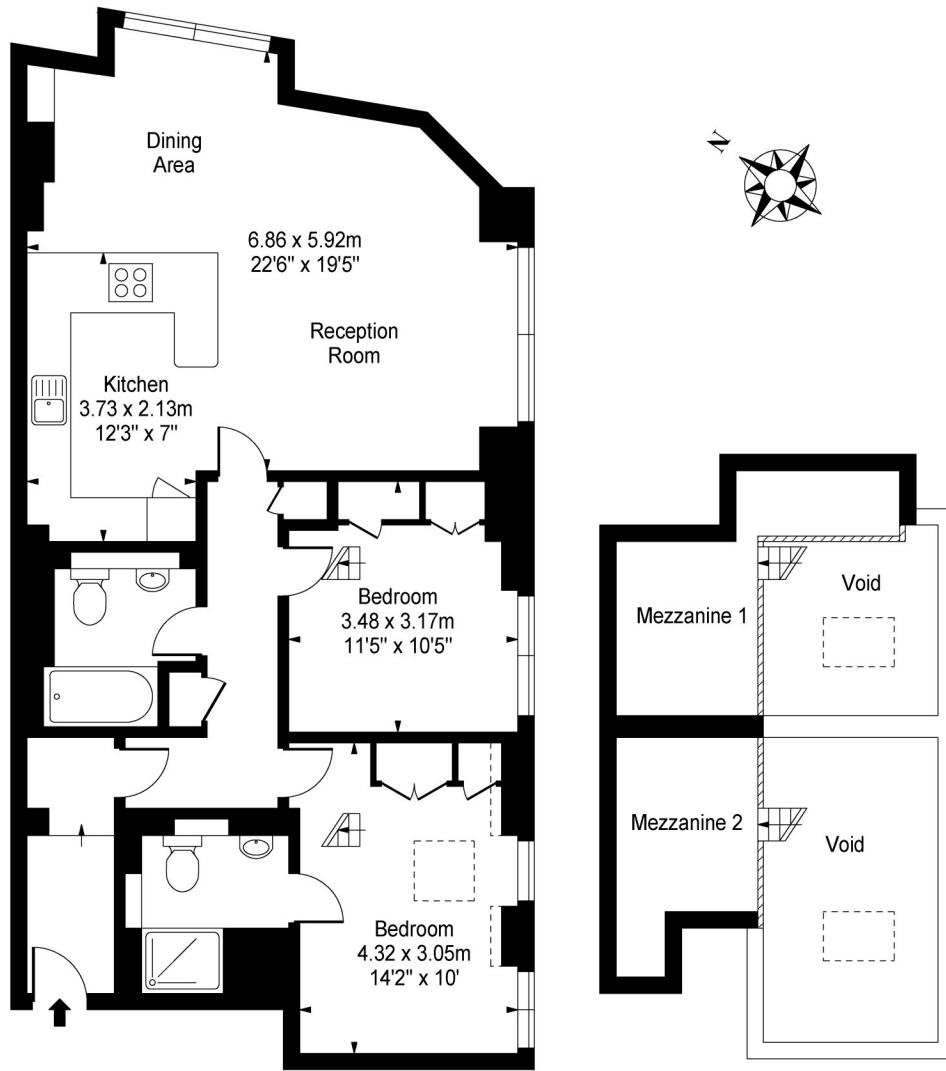 Dining
Area
N
6.86 x 5.92m
22'6" x 19'5"
Reception
Room
Kitchen
3.73 x 2.13m
12'3" x 7"
Bedroom
3.48 x 3.17m
11'5" x 10'5"
Mezzanine 1
Void
Mezzanine 2
Void
Bedroom
4.32 x 3.05m
14'2" x 10'